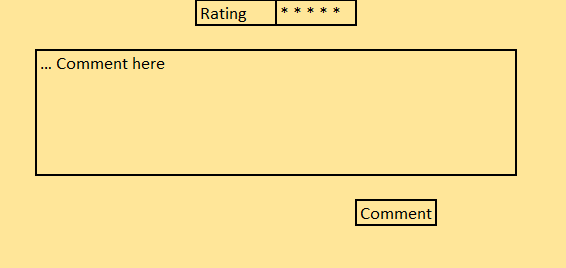 Rating * * * * *
... Comment here
Comment